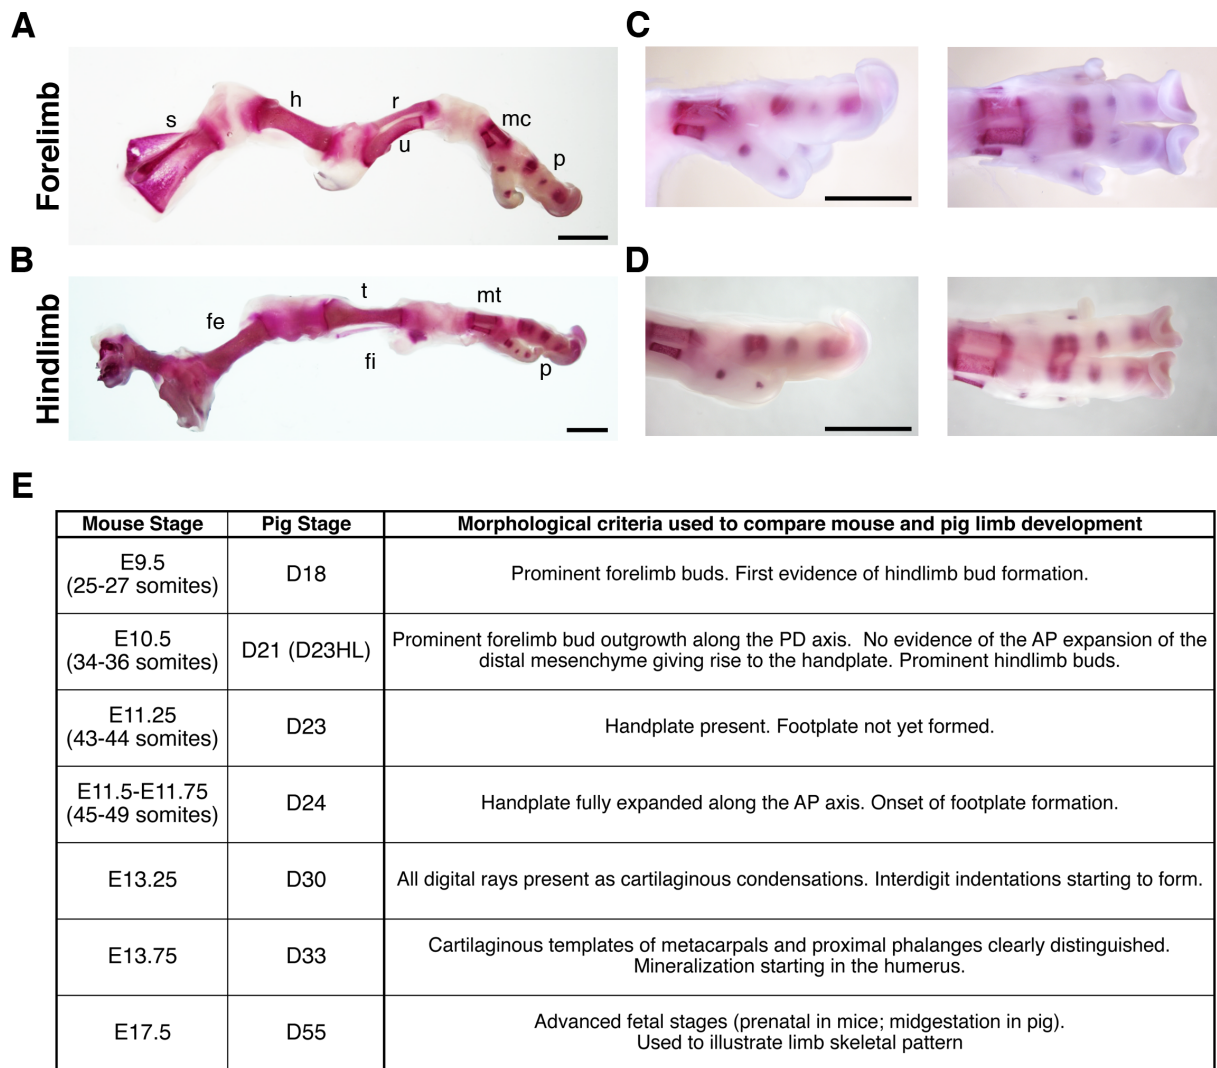 A
Forelimb
s
h
r
u
mc
p
C
B
Hindlimb
fe
t
fi
mt
p
D
E
Mouse Stage
Pig Stage
Morphological criteria used to compare mouse and pig limb development
E9.5
(25-27 somites)
D18
Prominent forelimb buds. First evidence of hindlimb bud formation.
E10.5
(34-36 somites)
D21 (D23HL)
Prominent forelimb bud outgrowth along the PD axis.  No evidence of the AP expansion of the
distal mesenchyme giving rise to the handplate. Prominent hindlimb buds.
E11.25
(43-44 somites)
D23
Handplate present. Footplate not yet formed.
E11.5-E11.75
(45-49 somites)
D24
Handplate fully expanded along the AP axis. Onset of footplate formation.
E13.25
D30
All digital rays present as cartilaginous condensations. Interdigit indentations starting to form.
E13.75
D33
Cartilaginous templates of metacarpals and proximal phalanges clearly distinguished.
Mineralization starting in the humerus.
E17.5
D55
Advanced fetal stages (prenatal in mice; midgestation in pig).
Used to illustrate limb skeletal pattern